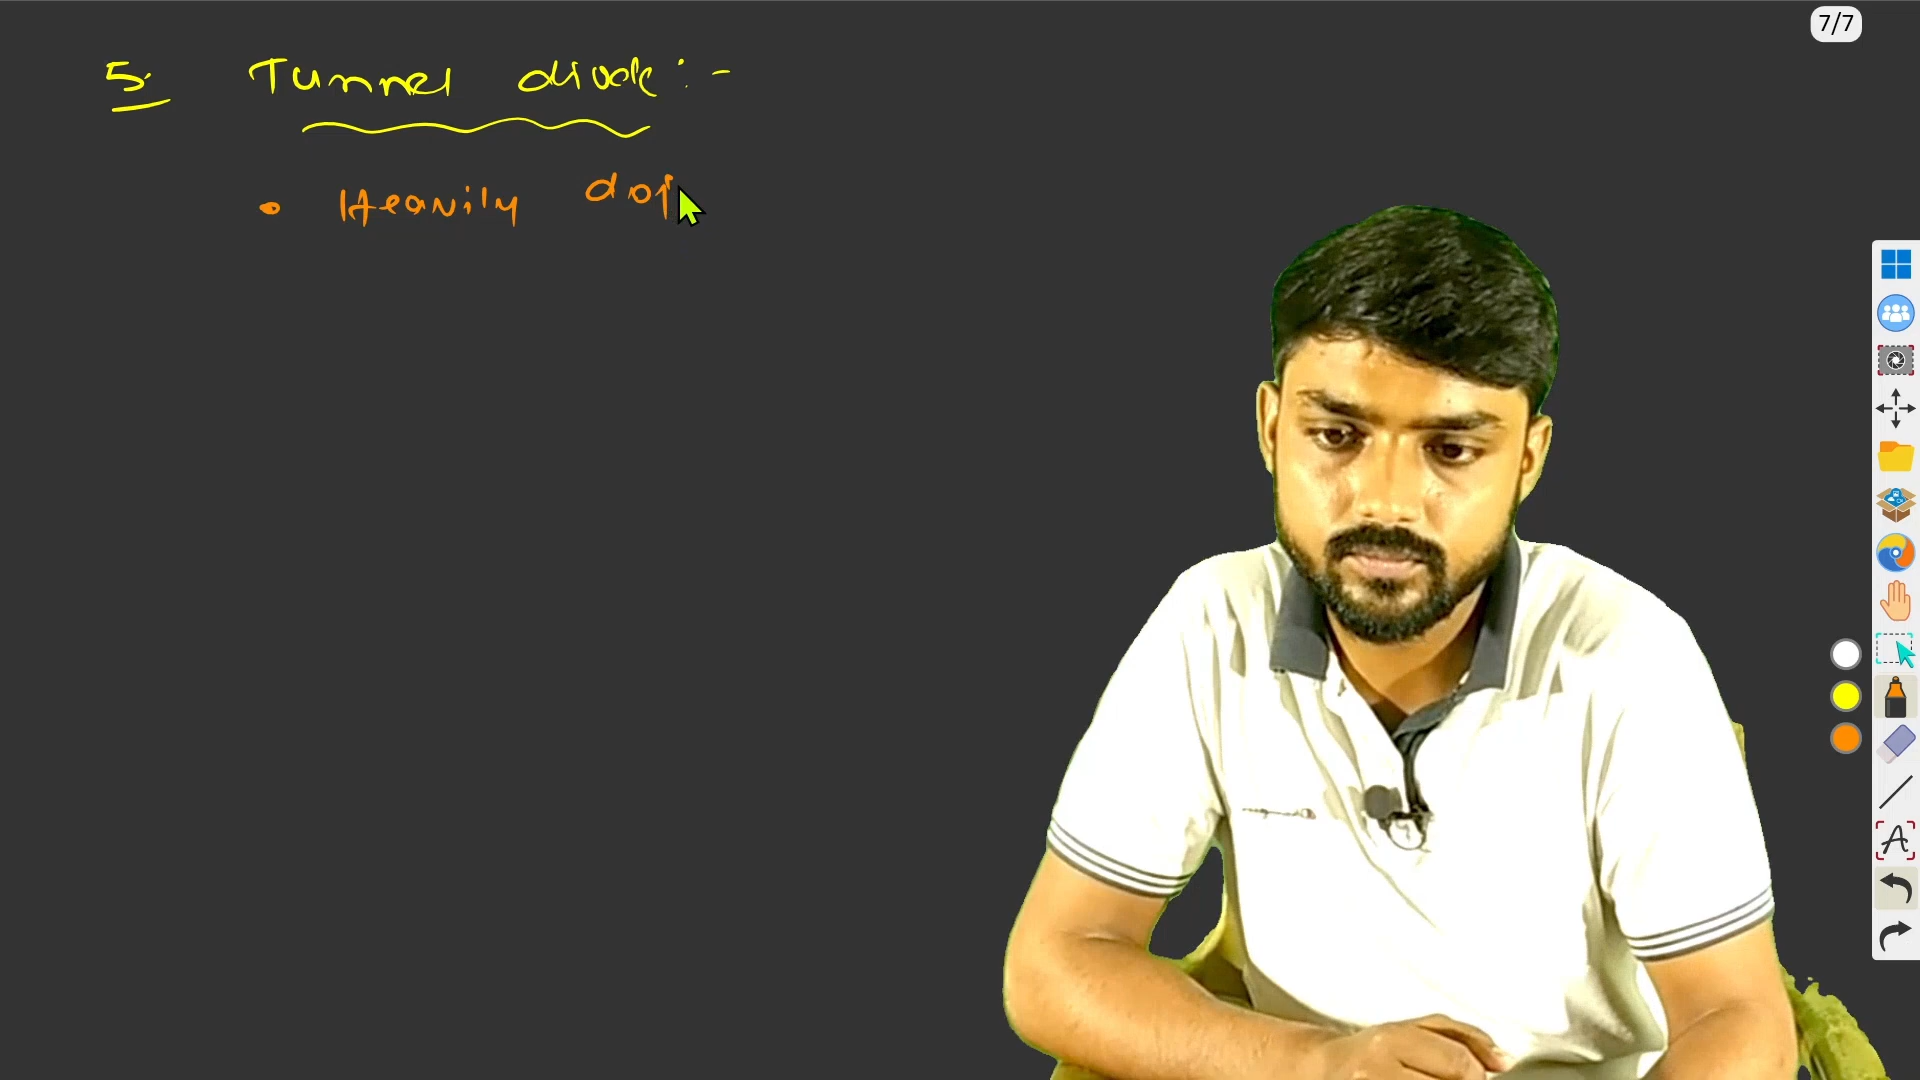 7/7
5. Tunnel diode :-
• Heavily dop